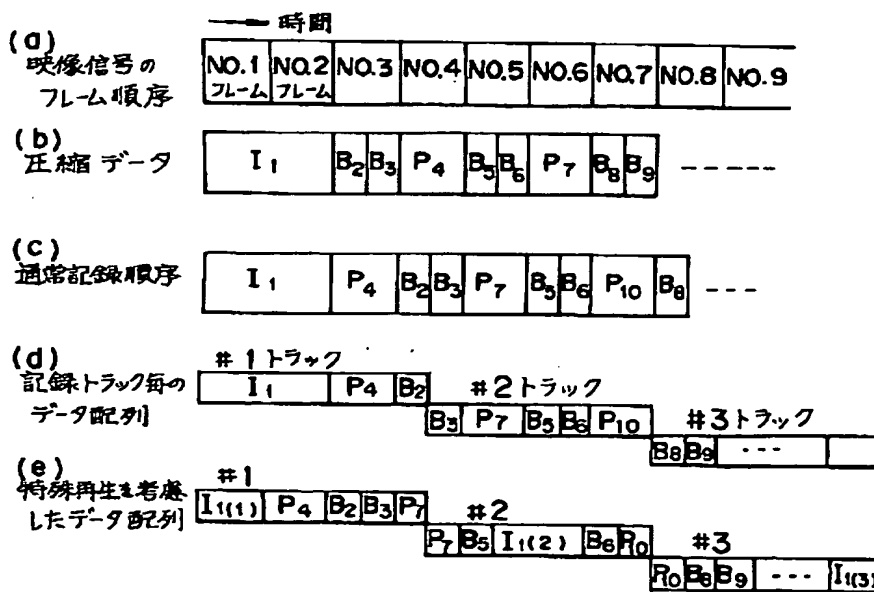 → 時間
(a)
映像信号の
フレーム順序
NO.1 NO.2 NO.3 NO.4 NO.5 NO.6 NO.7 NO.8 NO.9
フレーム フレーム
(b)
圧縮データ
I1 B2 B3 P4 B5 B6 P7 B8 B9 -----
(c)
通常記録順序
I1 P4 B2 B3 P7 B5 B6 P10 B8 ---
(d)
記録トラック毎の
データ配列
#1トラック
I1 P4 B2
#2トラック
B3 P7 B5 B6 P10
#3トラック
B8 B9 ---
(e)
特殊再生を考慮
したデータ配列
#1
I1(1) P4 B2 B3 P7
#2
P7 B5 I1(2) B6 P10
#3
P10 B8 B9 --- I1(3)